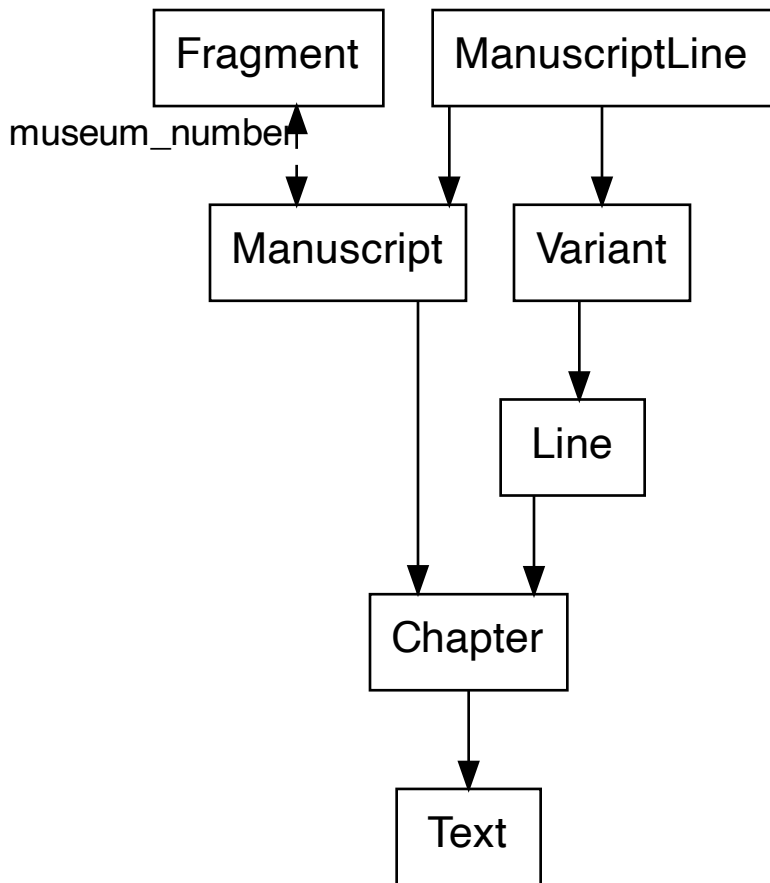 Fragment
ManuscriptLine
museum_number
Manuscript
Variant
Line
Chapter
Text